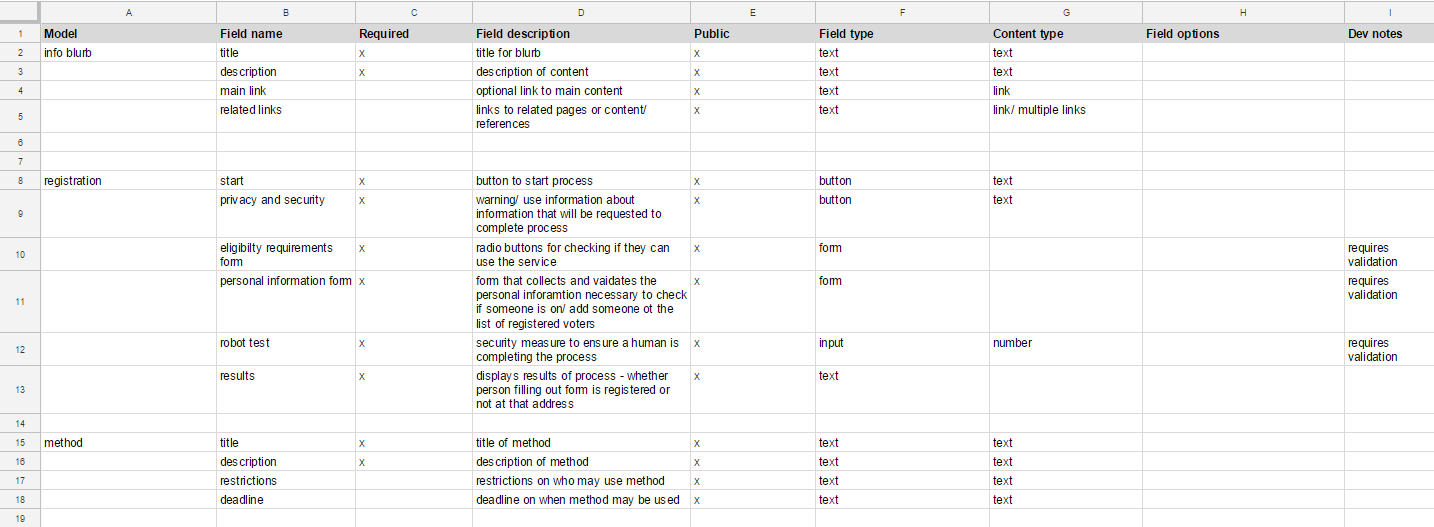 A B C D E F G H I
1 Model Field name Required Field description Public Field type Content type Field options Dev notes
2 info blurb title x title for blurb x text text
3 description x description of content x text text
4 main link optional link to main content x text link
5 related links links to related pages or content/ x text link/ multiple links
references
6
7
8 registration start x button to start process x button text
9 privacy and security x warning/ use information about x button text
information that will be requested to
complete process
10 eligibilty requirements x radio buttons for checking if they can x form requires
form use the service validation
11 personal information form x form that collects and vaidates the x form requires
personal inforamtion necessary to check validation
if someone is on/ add someone ot the
list of registered voters
12 robot test x security measure to ensure a human is x input number requires
completing the process validation
13 results x displays results of process - whether x text
person filling out form is registered or
not at that address
14
15 method title x title of method x text text
16 description x description of method x text text
17 restrictions restrictions on who may use method x text text
18 deadline deadline on when method may be used x text text
19